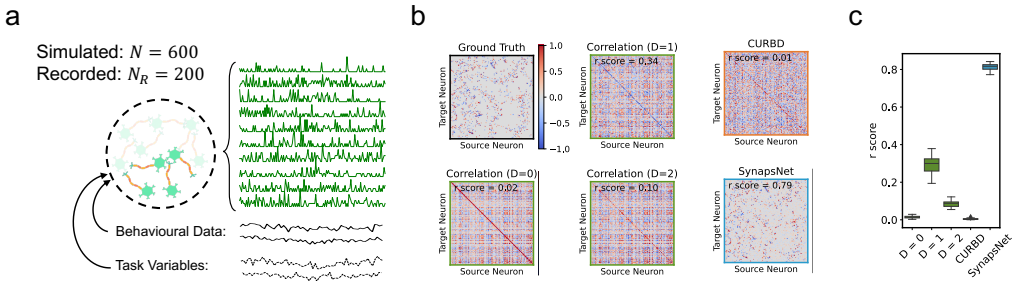 a
Simulated: N = 600
Recorded: N_R = 200
Behavioural Data:
Task Variables:
b
Ground Truth
Target Neuron
Source Neuron
1.0
0.5
0.0
−0.5
−1.0
Correlation (D=1)
r score = 0.34
Target Neuron
Source Neuron
CURBD
r score = 0.01
Target Neuron
Source Neuron
Correlation (D=0)
r score = 0.02
Target Neuron
Source Neuron
Correlation (D=2)
r score = 0.10
Target Neuron
Source Neuron
SynapsNet
r score = 0.79
Target Neuron
Source Neuron
c
r score
0.8
0.6
0.4
0.2
0.0
D = 0
D = 1
D = 2
CURBD
SynapsNet